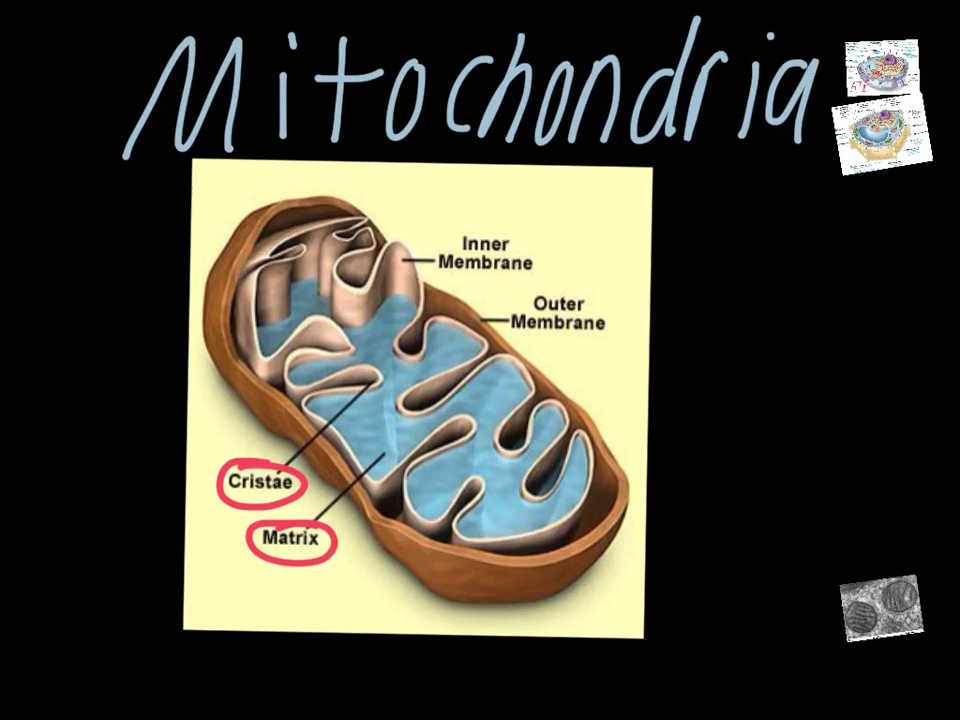 Mitochondria
Inner
Membrane
Outer
Membrane
Cristae
Matrix